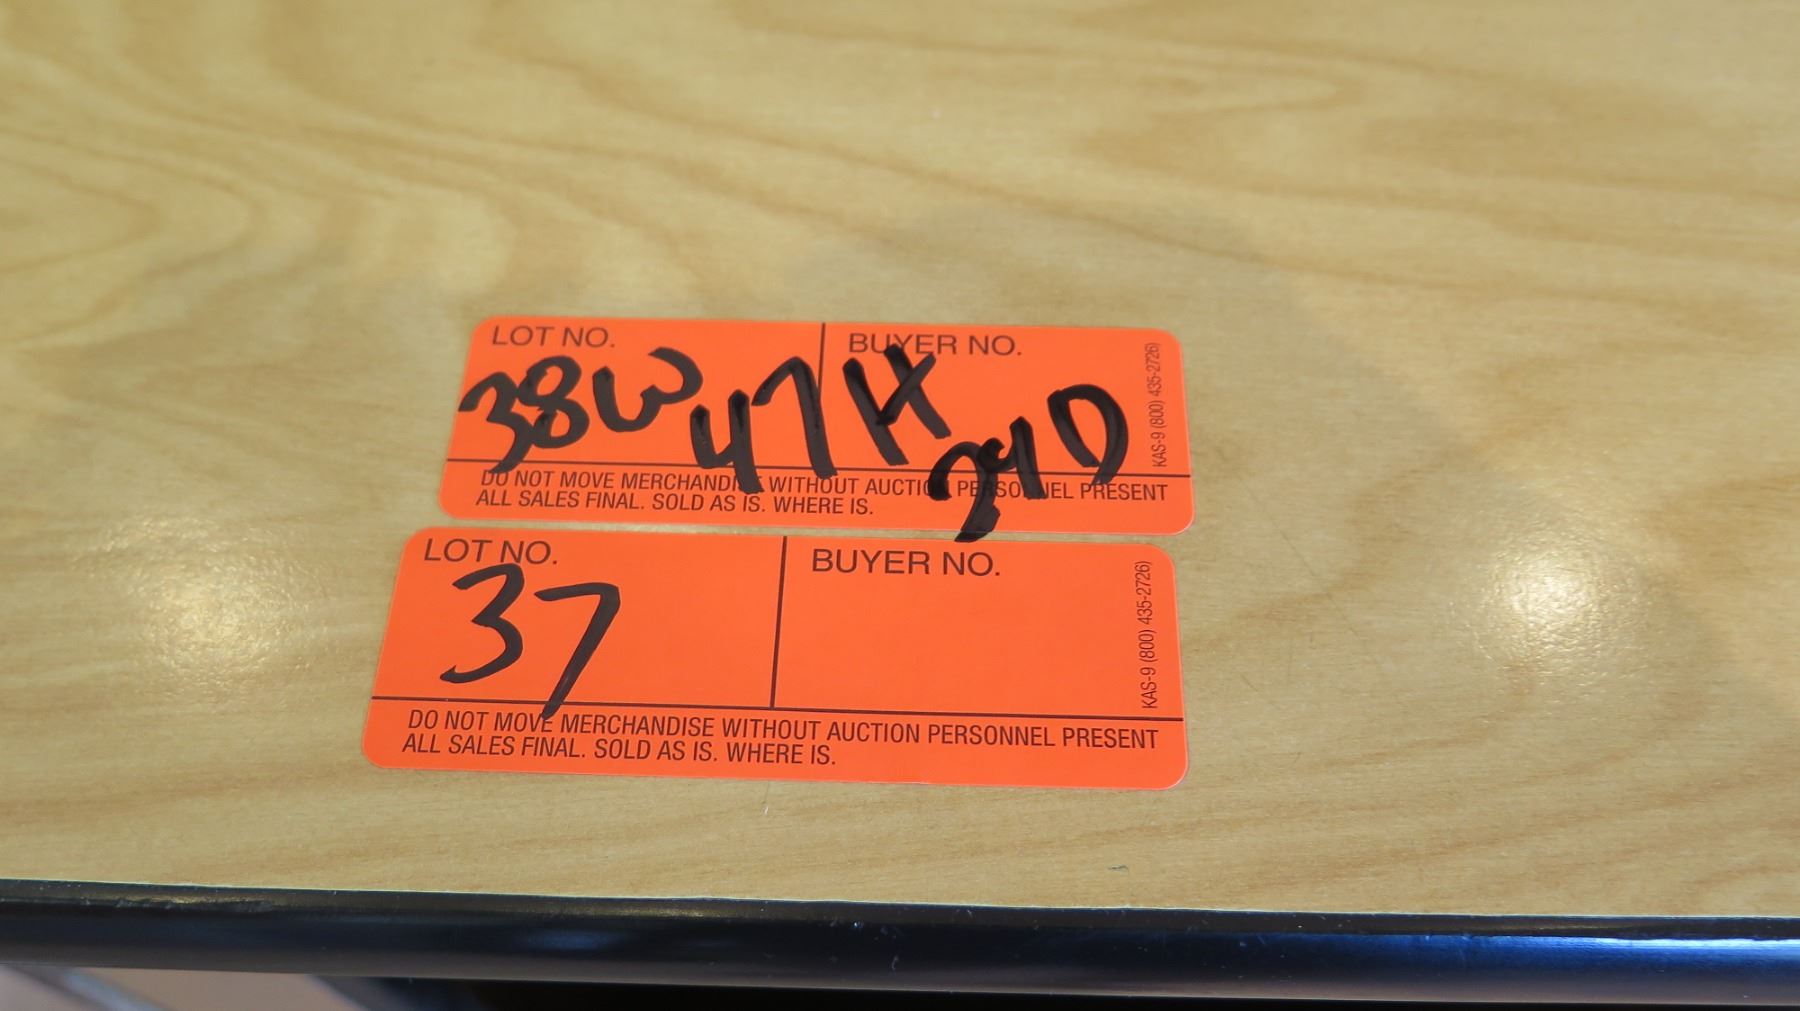 LOT NO. BUYER NO.
38W 47H
DO NOT MOVE MERCHANDISE WITHOUT AUCTION PERSONNEL PRESENT
ALL SALES FINAL. SOLD AS IS. WHERE IS.
KAS-9 (800) 435-2726)
LOT NO. BUYER NO.
37
DO NOT MOVE MERCHANDISE WITHOUT AUCTION PERSONNEL PRESENT
ALL SALES FINAL. SOLD AS IS. WHERE IS.
KAS-9 (800) 435-2726)